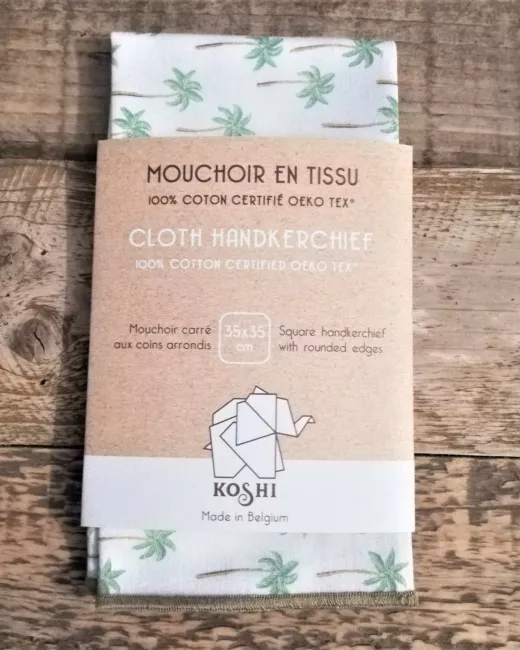 MOUCHOIR EN TISSU
100% COTON CERTIFIÉ OEKO TEX®
CLOTH HANDKERCHIEF
100% COTTON CERTIFIED OEKO TEX®
Mouchoir carré
aux coins arrondis
35x35
cm
Square handkerchief
with rounded edges
KOSHI
Made in Belgium